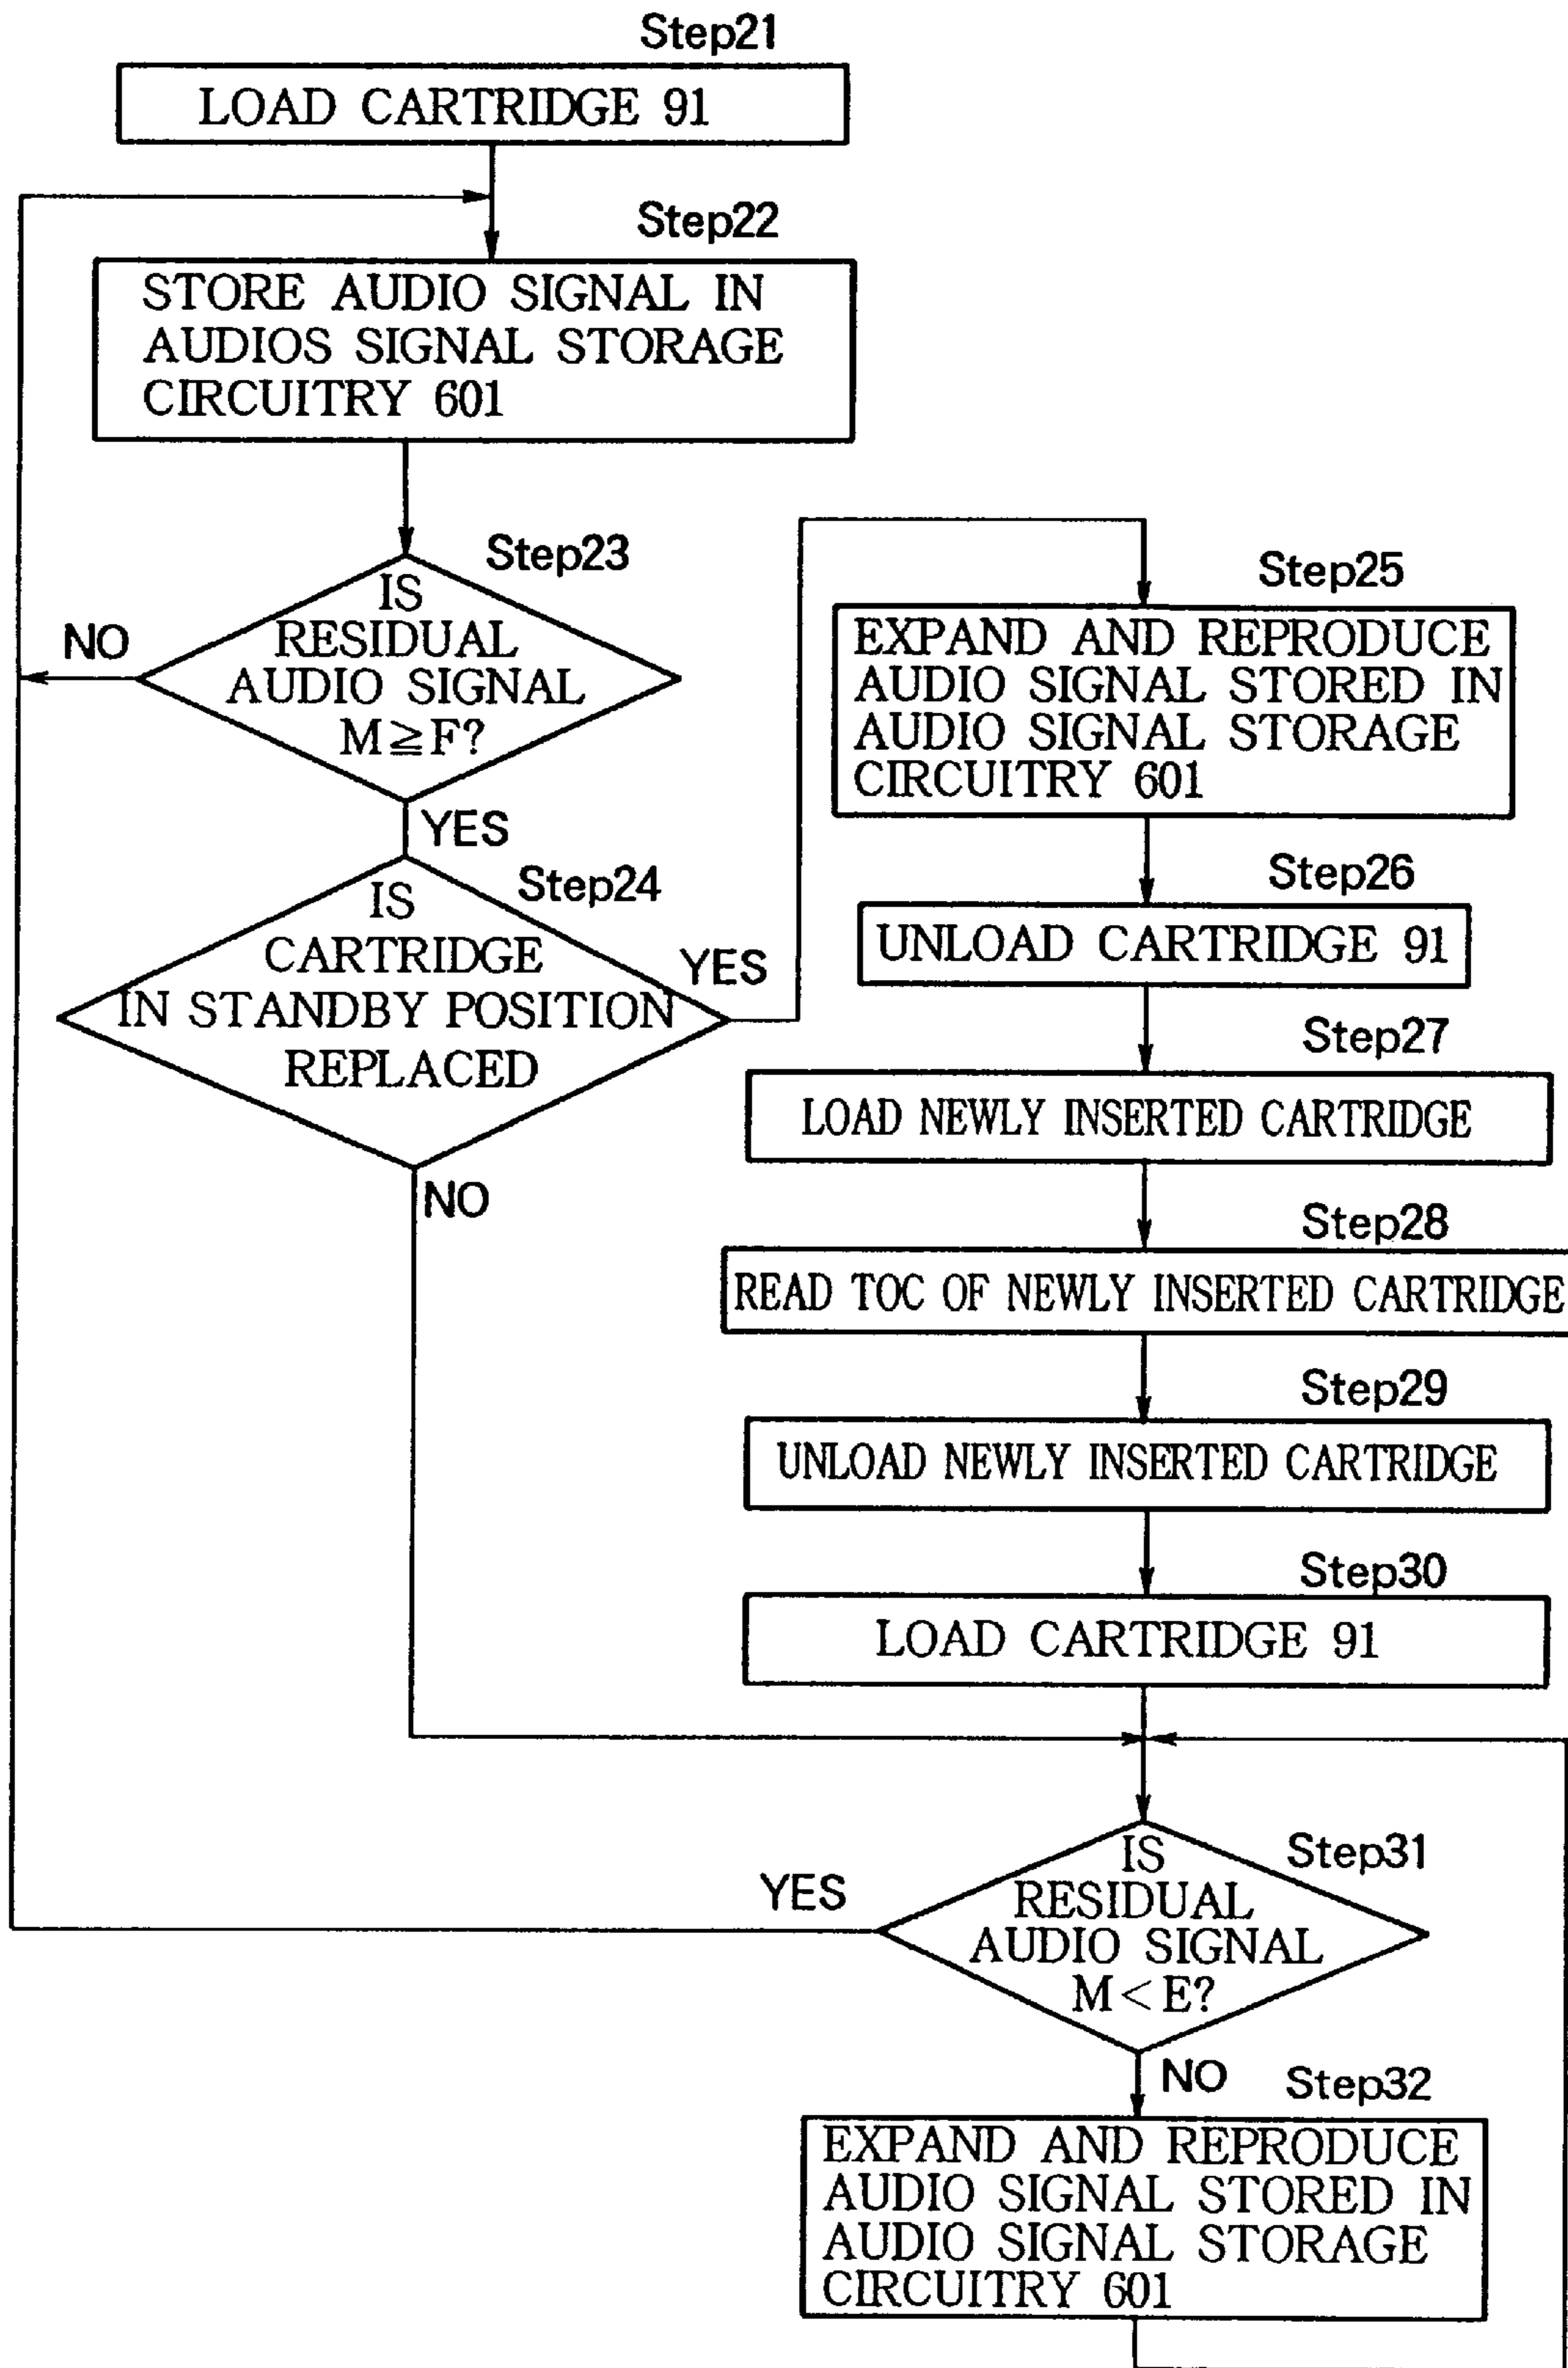 Step21
LOAD CARTRIDGE 91
Step22
STORE AUDIO SIGNAL IN
AUDIOS SIGNAL STORAGE
CIRCUITRY 601
Step23
IS
RESIDUAL
AUDIO SIGNAL
M≧F?
NO
YES
Step24
IS
CARTRIDGE
IN STANDBY POSITION
REPLACED
YES
NO
Step25
EXPAND AND REPRODUCE
AUDIO SIGNAL STORED IN
AUDIO SIGNAL STORAGE
CIRCUITRY 601
Step26
UNLOAD CARTRIDGE 91
Step27
LOAD NEWLY INSERTED CARTRIDGE
Step28
READ TOC OF NEWLY INSERTED CARTRIDGE
Step29
UNLOAD NEWLY INSERTED CARTRIDGE
Step30
LOAD CARTRIDGE 91
Step31
IS
RESIDUAL
AUDIO SIGNAL
M<E?
YES
NO
Step32
EXPAND AND REPRODUCE
AUDIO SIGNAL STORED IN
AUDIO SIGNAL STORAGE
CIRCUITRY 601